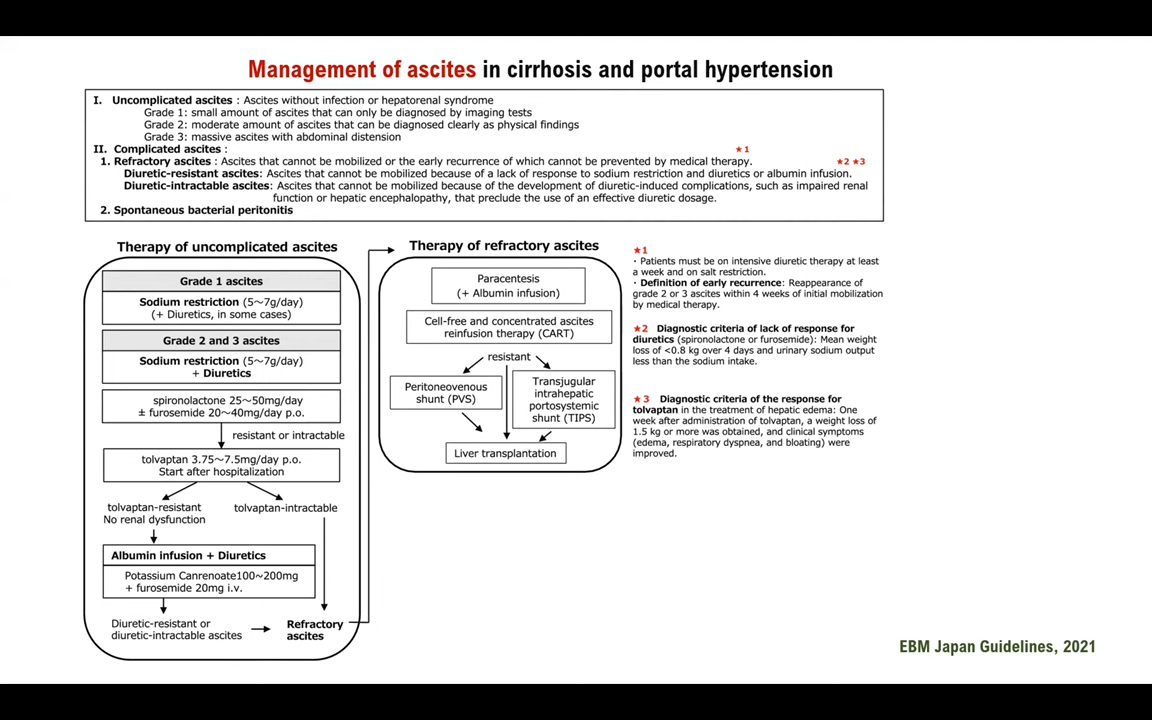 Management of ascites in cirrhosis and portal hypertension
I. Uncomplicated ascites : Ascites without infection or hepatorenal syndrome
Grade 1: small amount of ascites that can only be diagnosed by imaging tests
Grade 2: moderate amount of ascites that can be diagnosed clearly as physical findings
Grade 3: massive ascites with abdominal distension
II. Complicated ascites :
★1
1. Refractory ascites : Ascites that cannot be mobilized or the early recurrence of which cannot be prevented by medical therapy.
★2 ★3
Diuretic-resistant ascites: Ascites that cannot be mobilized because of a lack of response to sodium restriction and diuretics or albumin infusion.
Diuretic-intractable ascites: Ascites that cannot be mobilized because of the development of diuretic-induced complications, such as impaired renal
function or hepatic encephalopathy, that preclude the use of an effective diuretic dosage.
2. Spontaneous bacterial peritonitis
Therapy of uncomplicated ascites
Grade 1 ascites
Sodium restriction (5~7g/day)
(+ Diuretics, in some cases)
Grade 2 and 3 ascites
Sodium restriction (5~7g/day)
+ Diuretics
spironolactone 25~50mg/day
± furosemide 20~40mg/day p.o.
resistant or intractable
tolvaptan 3.75~7.5mg/day p.o.
Start after hospitalization
tolvaptan-resistant
No renal dysfunction
tolvaptan-intractable
Albumin infusion + Diuretics
Potassium Canrenoate100~200mg
+ furosemide 20mg i.v.
Diuretic-resistant or
diuretic-intractable ascites
Refractory
ascites
Therapy of refractory ascites
Paracentesis
(+ Albumin infusion)
Cell-free and concentrated ascites
reinfusion therapy (CART)
resistant
Peritoneovenous
shunt (PVS)
Transjugular
intrahepatic
portosystemic
shunt (TIPS)
Liver transplantation
★1
・Patients must be on intensive diuretic therapy at least
a week and on salt restriction.
・Definition of early recurrence: Reappearance of
grade 2 or 3 ascites within 4 weeks of initial mobilization
by medical therapy.
★2 Diagnostic criteria of lack of response for
diuretics (spironolactone or furosemide): Mean weight
loss of <0.8 kg over 4 days and urinary sodium output
less than the sodium intake.
★3 Diagnostic criteria of the response for
tolvaptan in the treatment of hepatic edema: One
week after administration of tolvaptan, a weight loss of
1.5 kg or more was obtained, and clinical symptoms
(edema, respiratory dyspnea, and bloating) were
improved.
EBM Japan Guidelines, 2021